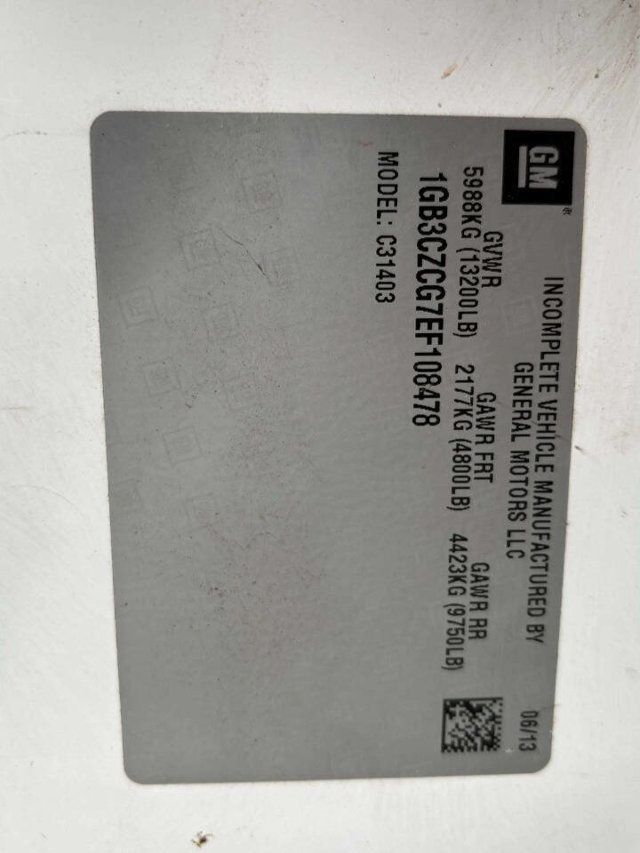 GM®
INCOMPLETE VEHICLE MANUFACTURED BY
GENERAL MOTORS LLC
06/13
GVWR GAWR FRT GAWR RR
5988KG (13200LB) 2177KG (4800LB) 4423KG (9750LB)
1GB3CZCG7EF108478
MODEL: C31403